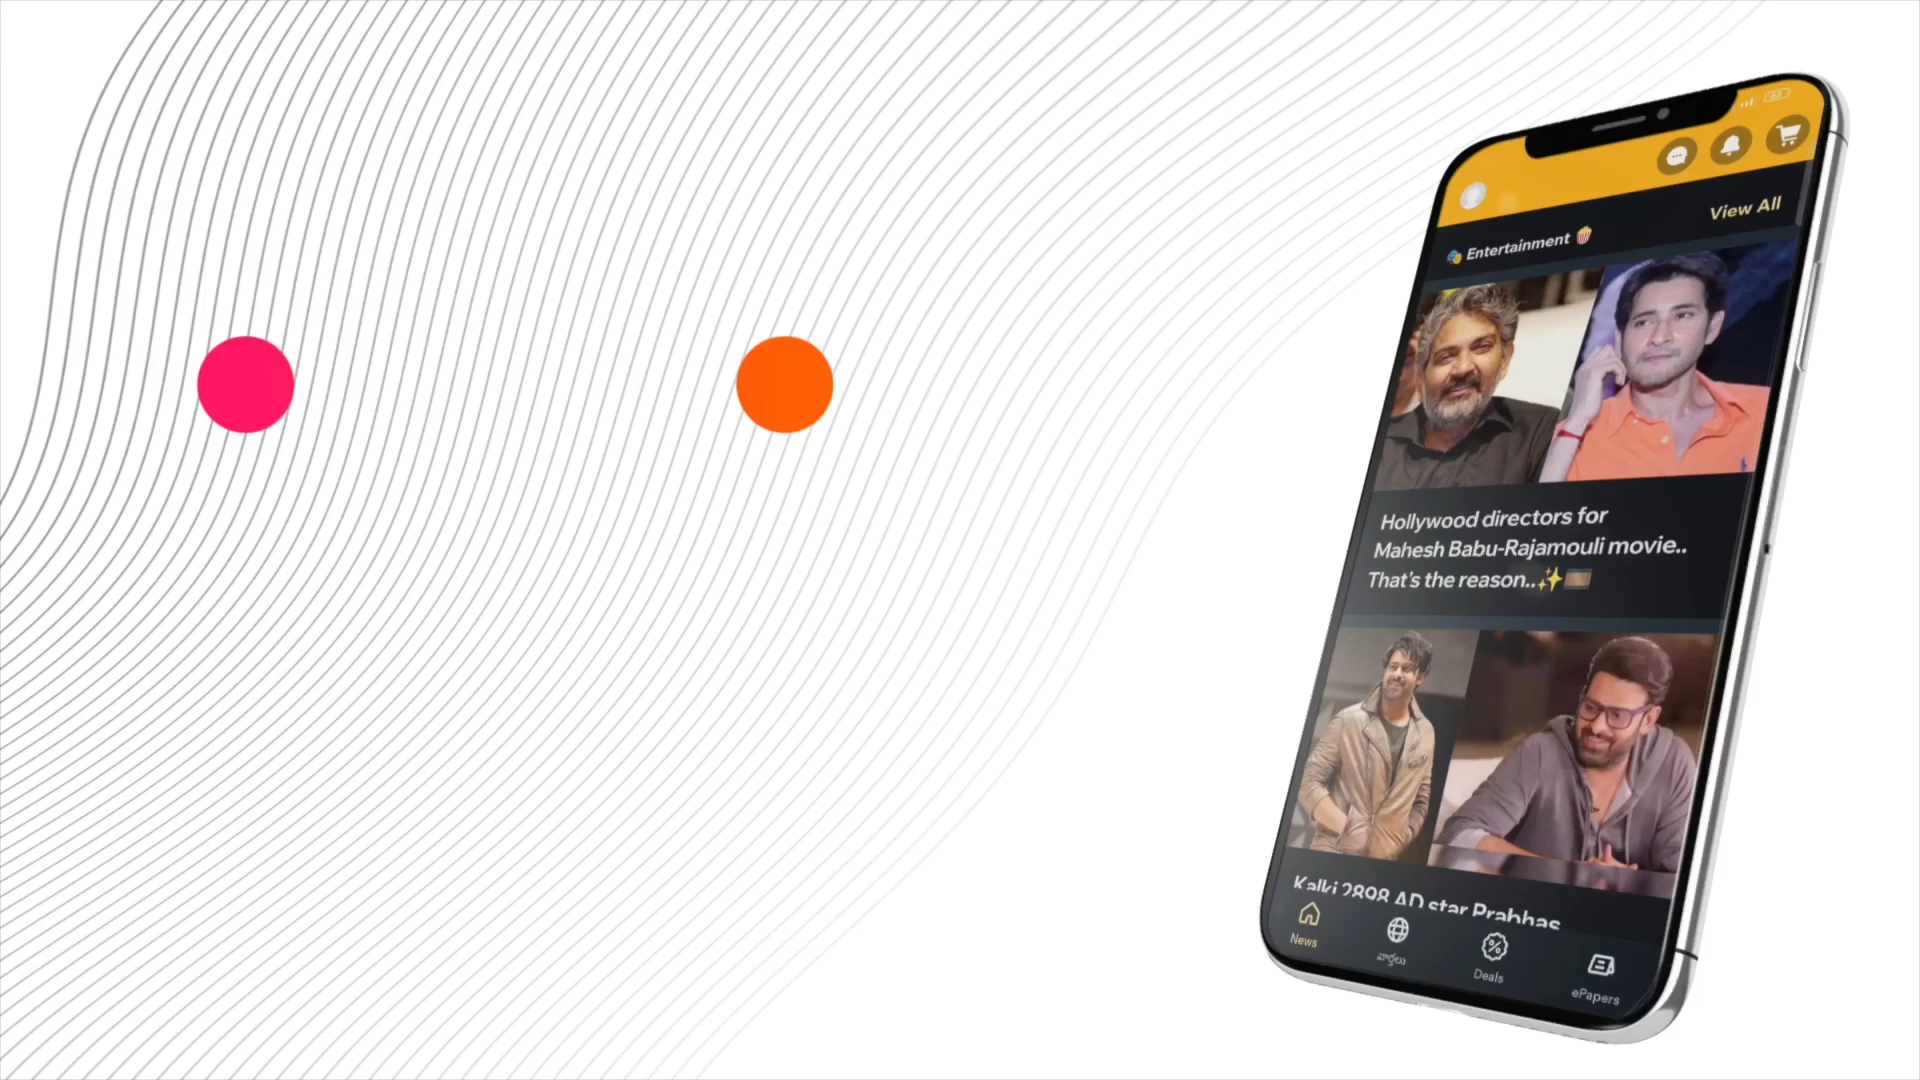 View All
🎭 Entertainment 🍿
Hollywood directors for
Mahesh Babu-Rajamouli movie..
That's the reason..✨🎞️
Kalki 2898 AD star Prabhas
News
వార్తలు
Deals
ePapers